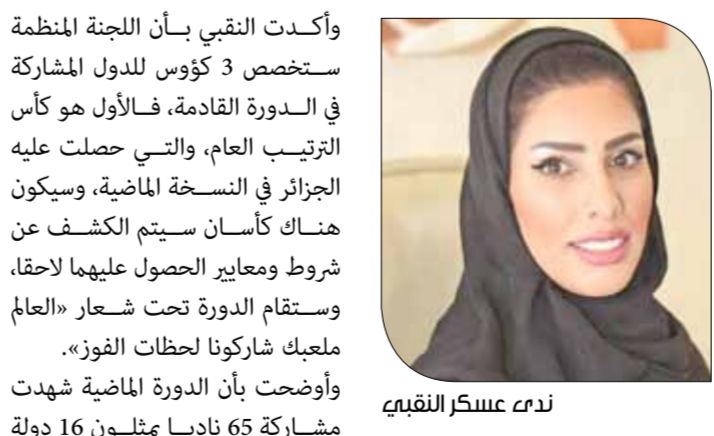 وأكدت النقبي بأن اللجنة المنظمة
ستخصص 3 كؤوس للدول المشاركة
في الدورة القادمة، فالأول هو كأس
الترتيب العام، والتي حصلت عليه
الجزائر في النسخة الماضية، وسيكون
هناك كأسان سيتم الكشف عن
شروط ومعايير الحصول عليهما لاحقا،
وستقام الدورة تحت شعار «العالم
ملعبك شاركونا لحظات الفوز».
وأوضحت بأن الدورة الماضية شهدت
مشاركة 65 ناديا يمثلون 16 دولة
ندى عسكر النقبي